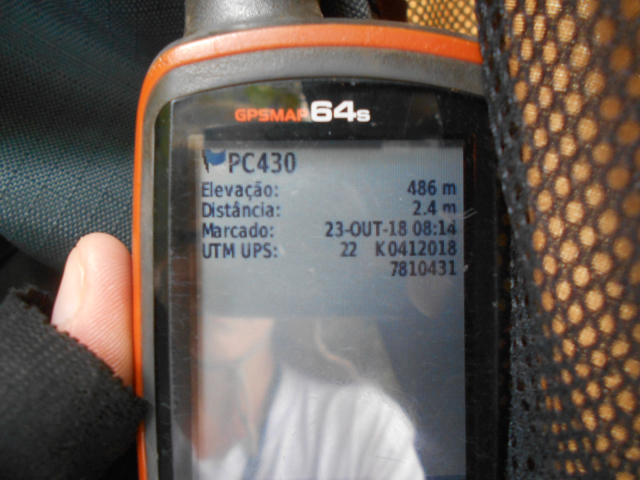 GPSMAP 64s
PC430
Elevação: 486 m
Distância: 2.4 m
Marcado: 23-OUT-18 08:14
UTM UPS: 22 K 0412018
7810431